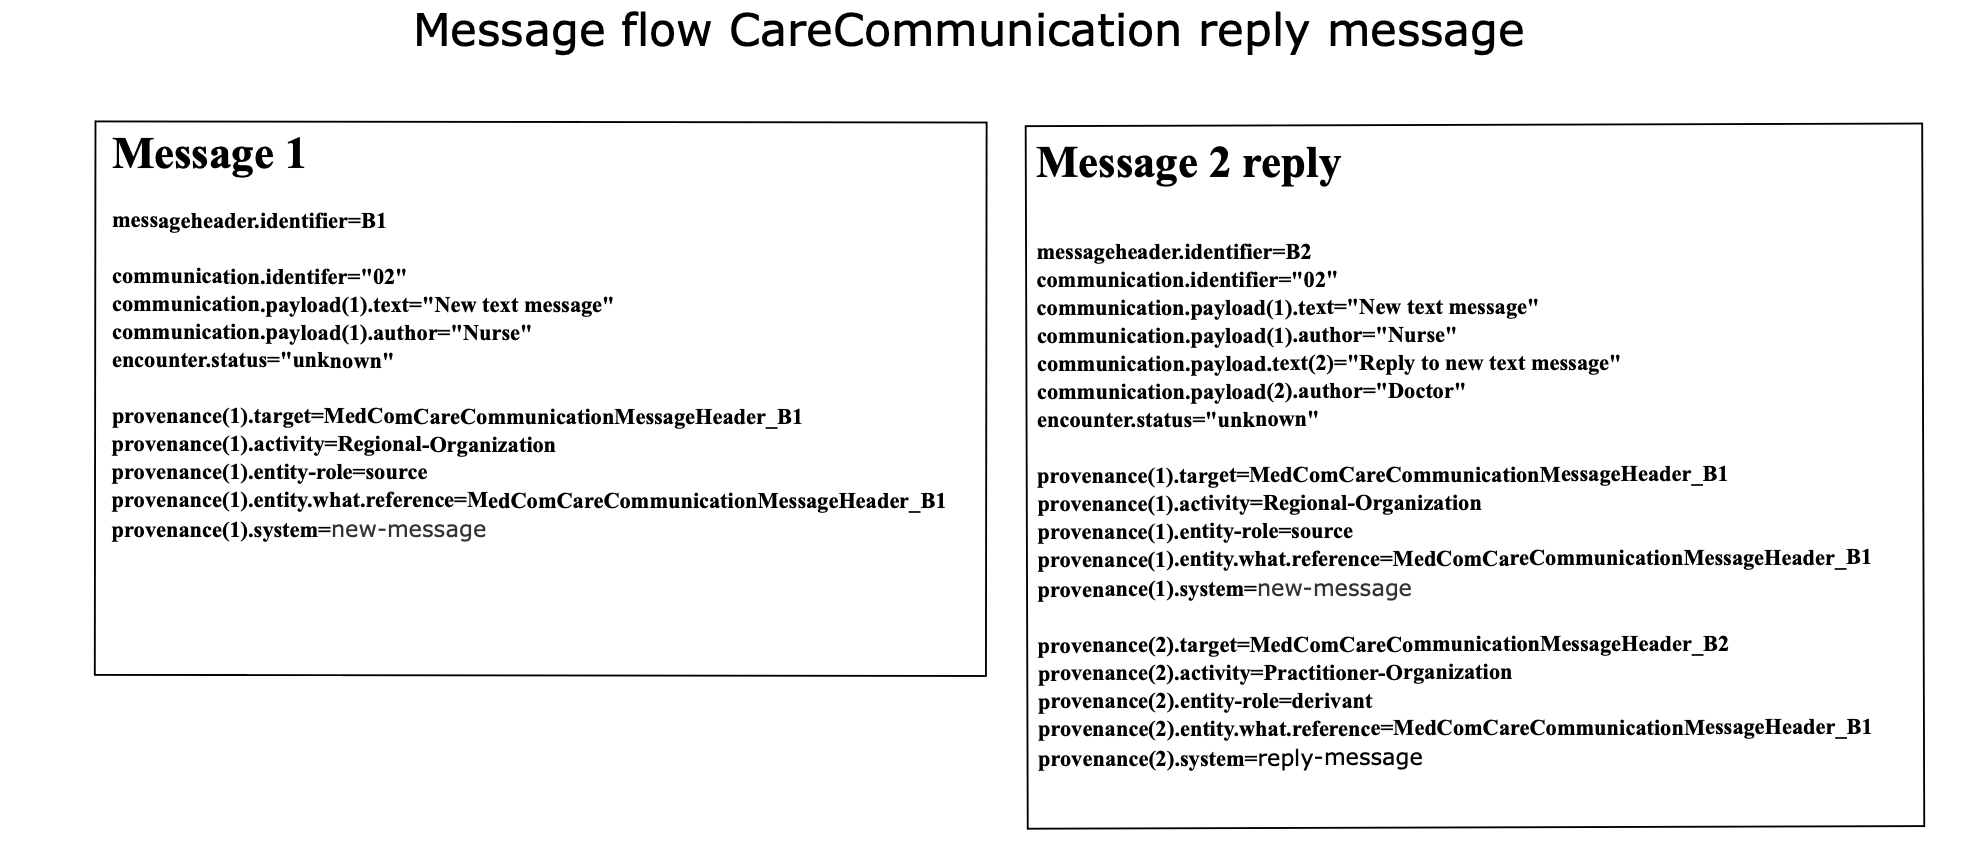 Message flow CareCommunication reply message
Message 1
messageheader.identifier=B1
communication.identifer="02"
communication.payload(1).text="New text message"
communication.payload(1).author="Nurse"
encounter.status="unknown"
provenance(1).target=MedComCareCommunicationMessageHeader_B1
provenance(1).activity=Regional-Organization
provenance(1).entity-role=source
provenance(1).entity.what.reference=MedComCareCommunicationMessageHeader_B1
provenance(1).system=new-message
Message 2 reply
messageheader.identifier=B2
communication.identifier="02"
communication.payload(1).text="New text message"
communication.payload(1).author="Nurse"
communication.payload.text(2)="Reply to new text message"
communication.payload(2).author="Doctor"
encounter.status="unknown"
provenance(1).target=MedComCareCommunicationMessageHeader_B1
provenance(1).activity=Regional-Organization
provenance(1).entity-role=source
provenance(1).entity.what.reference=MedComCareCommunicationMessageHeader_B1
provenance(1).system=new-message
provenance(2).target=MedComCareCommunicationMessageHeader_B2
provenance(2).activity=Practitioner-Organization
provenance(2).entity-role=derivant
provenance(2).entity.what.reference=MedComCareCommunicationMessageHeader_B1
provenance(2).system=reply-message